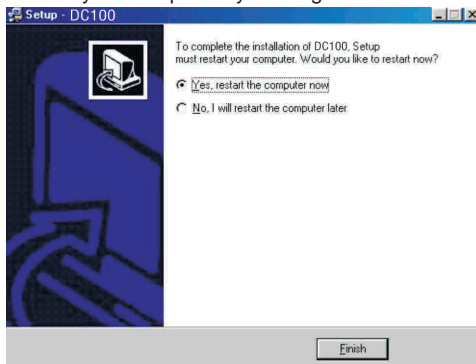 Setup - DC100
To complete the installation of DC100, Setup
must restart your computer. Would you like to restart now?
Yes, restart the computer now
No, I will restart the computer later
Finish